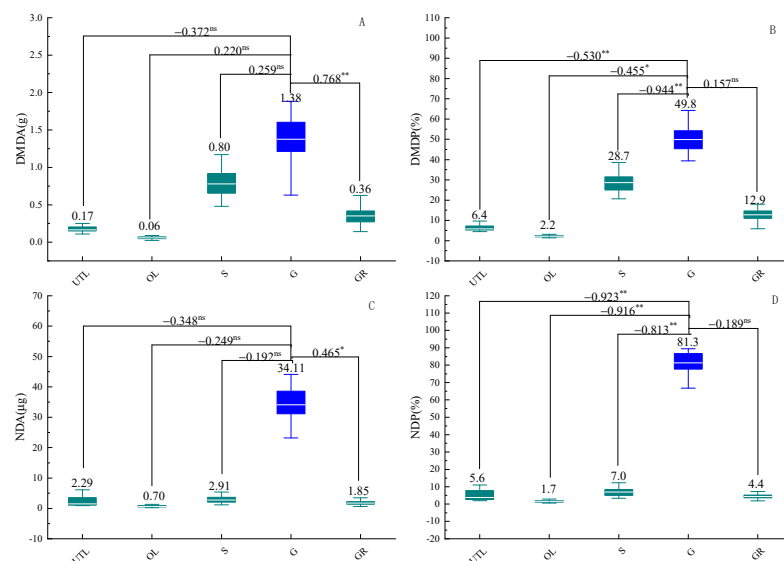 A
DMDA(g)
3.0
2.5
2.0
1.5
1.0
0.5
0.0
−0.372ns
0.220ns
0.259ns
0.768**
0.17
0.06
0.80
1.38
0.36
UTL
OL
S
G
GR
B
DMDP(%)
110
100
90
80
70
60
50
40
30
20
10
0
-10
−0.530**
−0.455*
−0.944**
0.157ns
6.4
2.2
28.7
49.8
12.9
UTL
OL
S
G
GR
C
NDA(μg)
70
60
50
40
30
20
10
0
-10
−0.348ns
−0.249ns
−0.192ns
0.465*
2.29
0.70
2.91
34.11
1.85
UTL
OL
S
G
GR
D
NDP(%)
120
110
100
90
80
70
60
50
40
30
20
10
0
-10
-20
−0.923**
−0.916**
−0.813**
−0.189ns
5.6
1.7
7.0
81.3
4.4
UTL
OL
S
G
GR